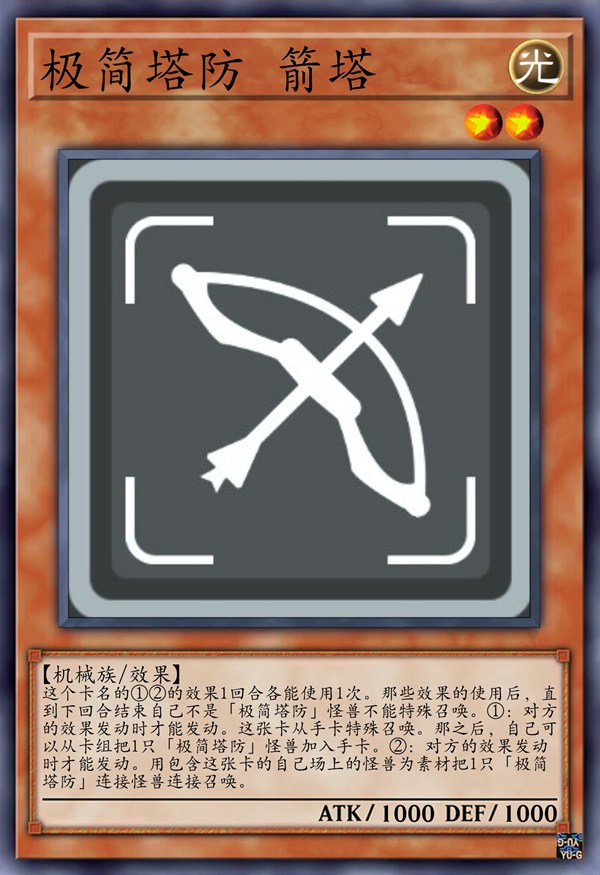 极简塔防 箭塔
光
【机械族/效果】
这个卡名的①②的效果1回合各能使用1次。那些效果的使用后，直
到下回合结束自己不是「极简塔防」怪兽不能特殊召唤。①：对方
的效果发动时才能发动。这张卡从手卡特殊召唤。那之后，自己可
以从卡组把1只「极简塔防」怪兽加入手卡。②：对方的效果发动
时才能发动。用包含这张卡的自己场上的怪兽为素材把1只「极简
塔防」连接怪兽连接召唤。
ATK/1000 DEF/1000
YU-G